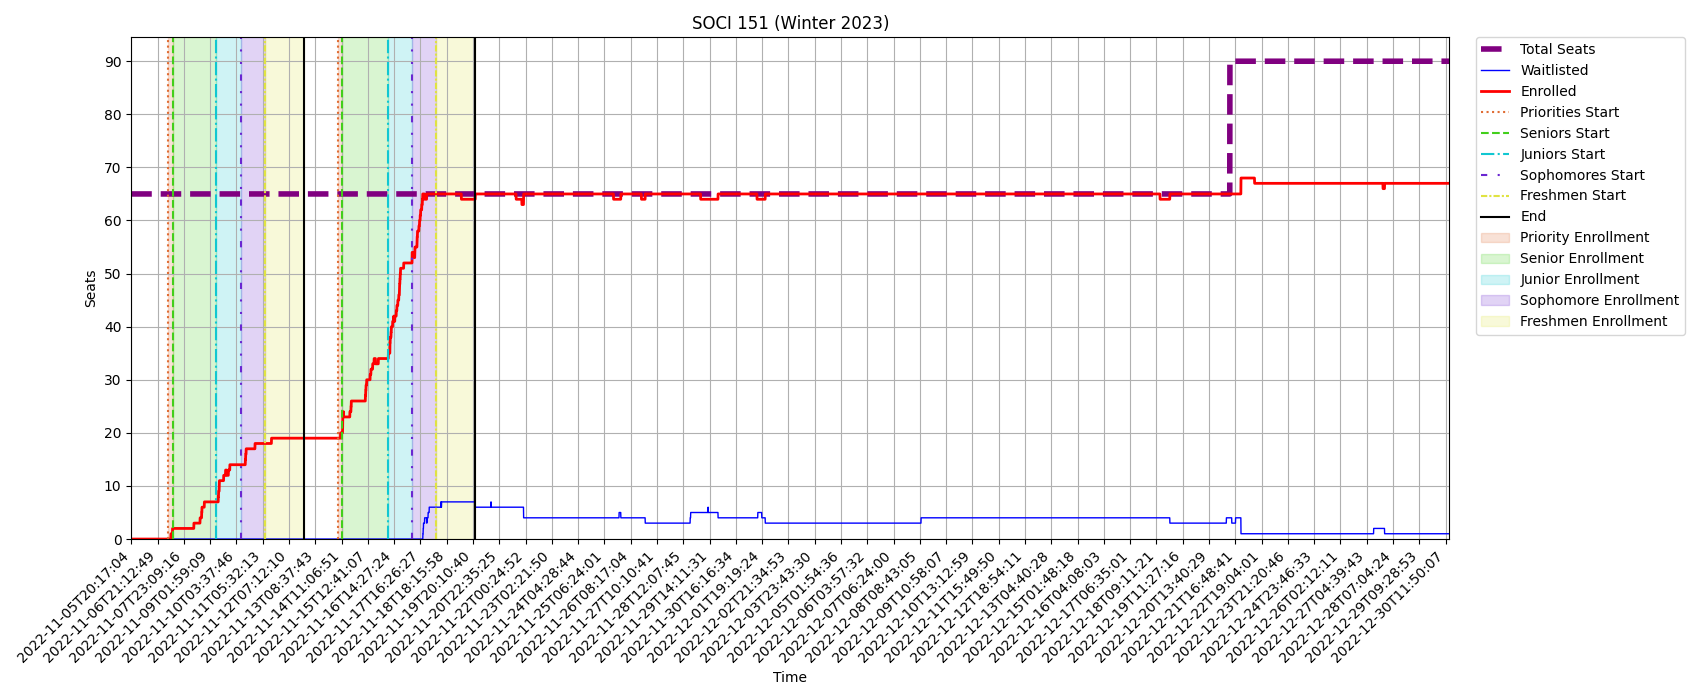 SOCI 151 (Winter 2023)
Seats
90
80
70
60
50
40
30
20
10
0
2022-11-05T20:17:04
2022-11-06T21:12:49
2022-11-07T23:09:16
2022-11-09T01:59:09
2022-11-10T03:37:46
2022-11-11T05:32:13
2022-11-12T07:12:10
2022-11-13T08:37:43
2022-11-14T11:06:51
2022-11-15T12:41:07
2022-11-16T14:27:24
2022-11-17T16:26:27
2022-11-18T18:15:58
2022-11-19T20:10:40
2022-11-20T22:35:25
2022-11-22T00:24:52
2022-11-23T02:21:50
2022-11-24T04:28:44
2022-11-25T06:24:01
2022-11-26T08:17:04
2022-11-27T10:10:41
2022-11-28T12:07:45
2022-11-29T14:11:31
2022-11-30T16:16:34
2022-12-01T19:19:24
2022-12-02T21:34:53
2022-12-03T23:43:30
2022-12-05T01:54:36
2022-12-06T03:57:32
2022-12-07T06:24:00
2022-12-08T08:43:05
2022-12-09T10:58:07
2022-12-10T13:12:59
2022-12-11T15:49:50
2022-12-12T18:54:11
2022-12-13T04:40:28
2022-12-15T01:48:18
2022-12-16T04:08:03
2022-12-17T06:35:01
2022-12-18T09:11:21
2022-12-19T11:27:16
2022-12-20T13:40:29
2022-12-21T16:48:41
2022-12-22T19:04:01
2022-12-23T21:20:46
2022-12-24T23:46:33
2022-12-26T02:12:11
2022-12-27T04:39:43
2022-12-28T07:04:24
2022-12-29T09:28:53
2022-12-30T11:50:07
Time
Total Seats
Waitlisted
Enrolled
Priorities Start
Seniors Start
Juniors Start
Sophomores Start
Freshmen Start
End
Priority Enrollment
Senior Enrollment
Junior Enrollment
Sophomore Enrollment
Freshmen Enrollment